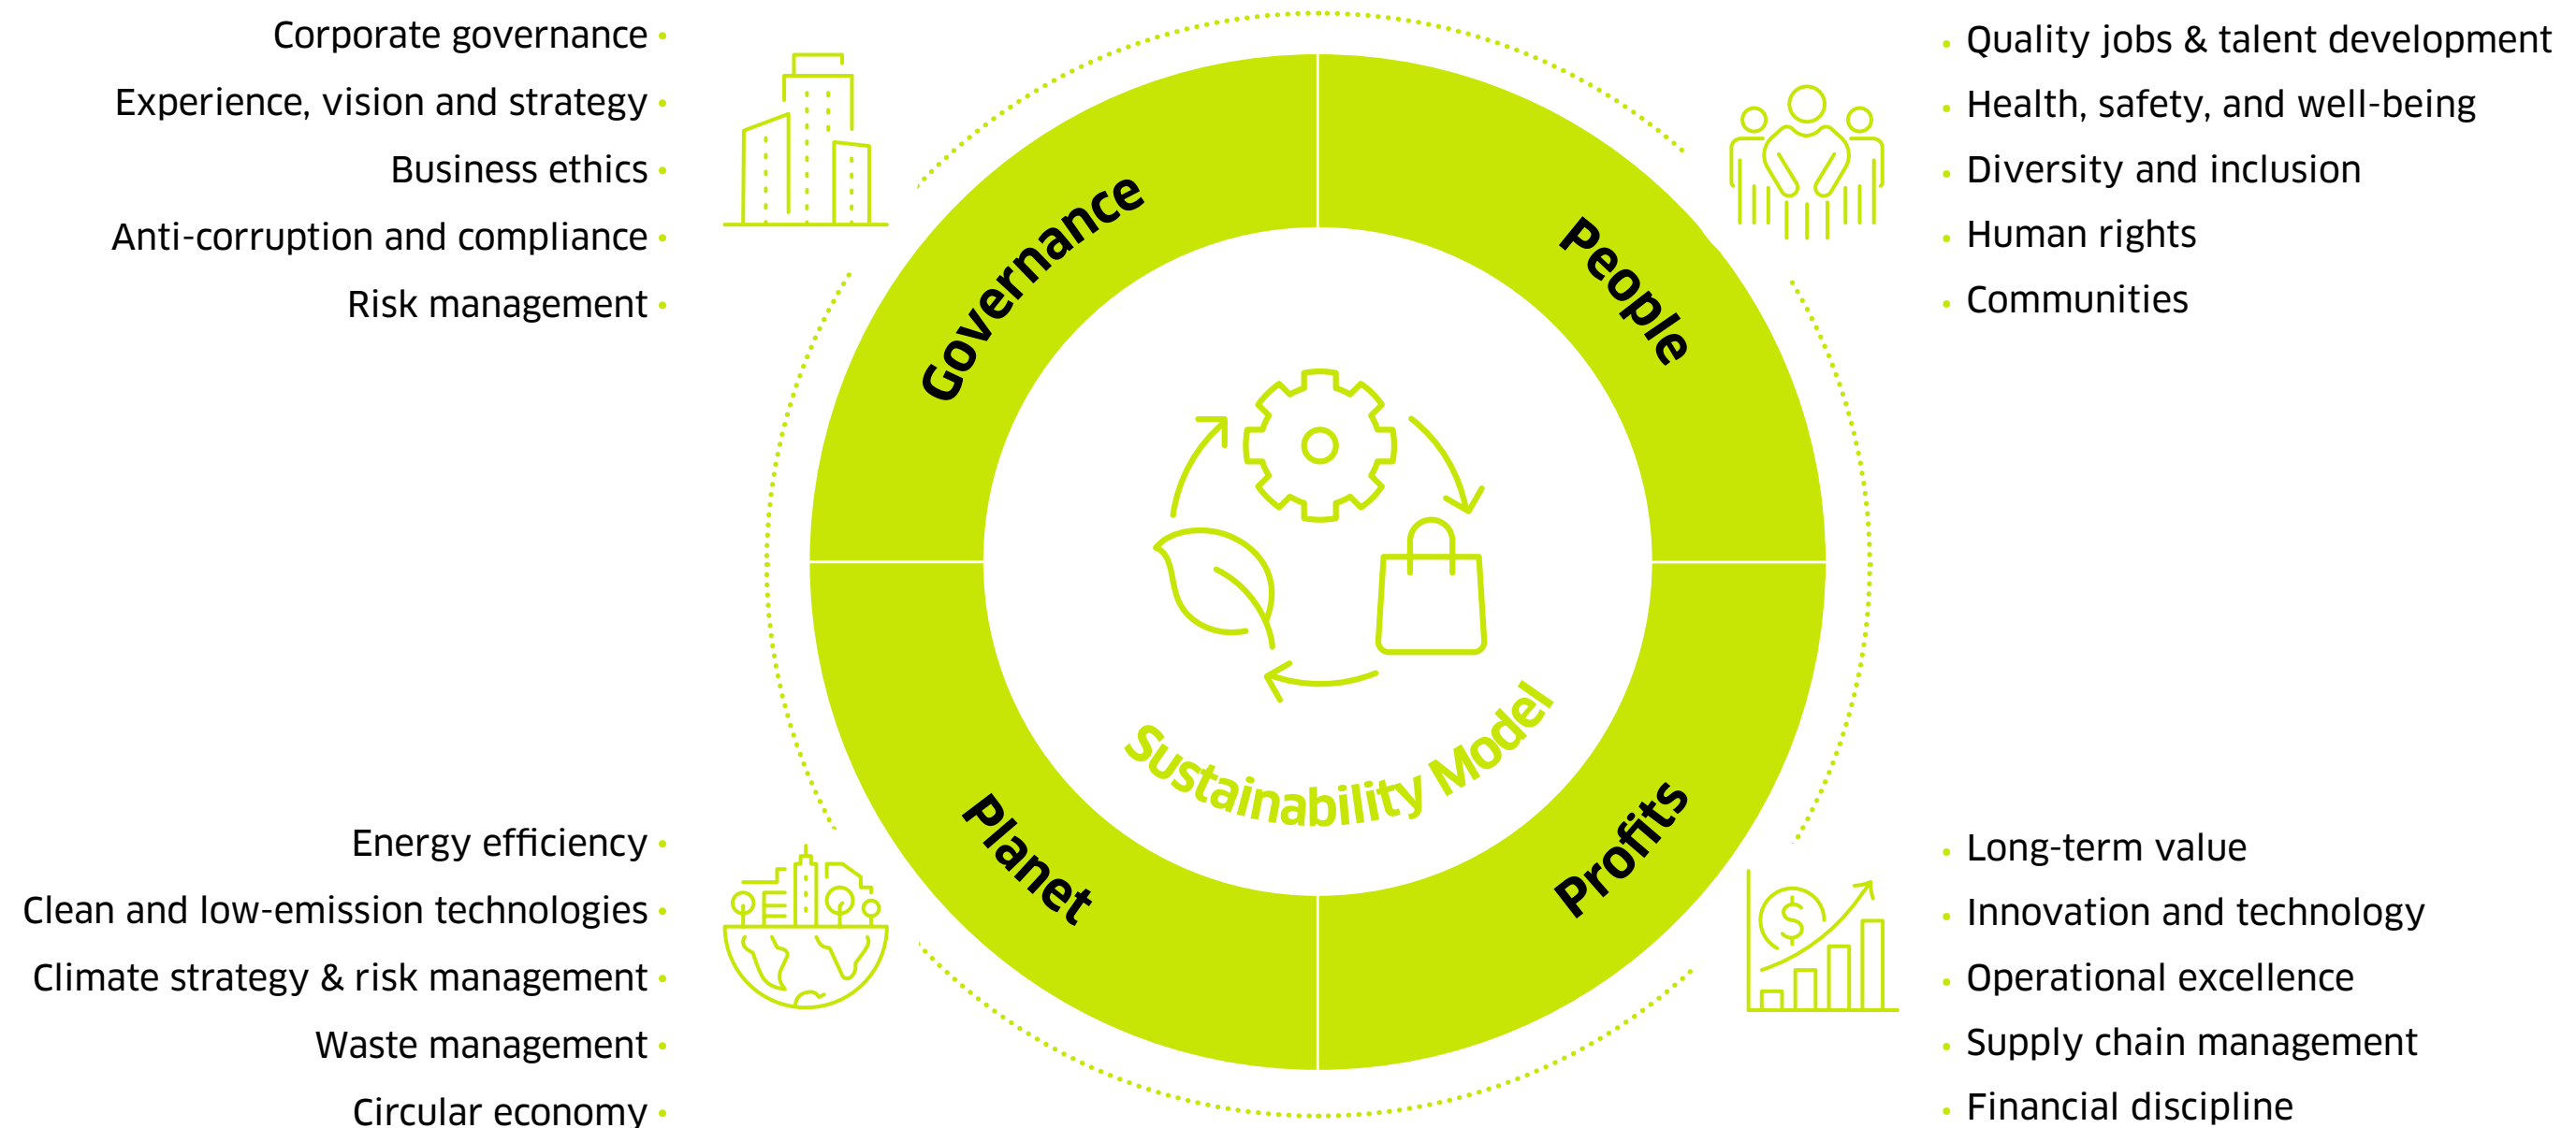 Corporate governance
Experience, vision and strategy
Business ethics
Anti-corruption and compliance
Risk management
Governance
People
Quality jobs & talent development
Health, safety, and well-being
Diversity and inclusion
Human rights
Communities
Sustainability Model
Energy efficiency
Clean and low-emission technologies
Climate strategy & risk management
Waste management
Circular economy
Planet
Profits
$
Long-term value
Innovation and technology
Operational excellence
Supply chain management
Financial discipline